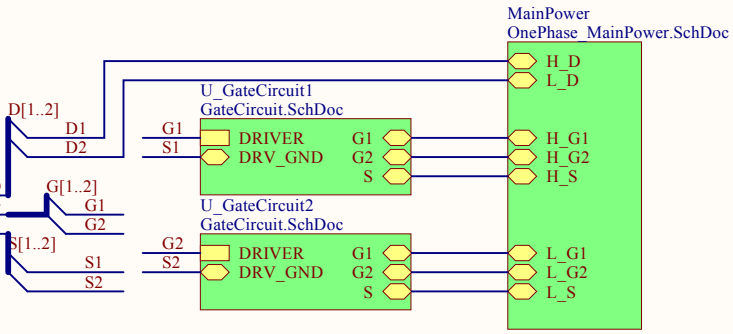 MainPower
OnePhase_MainPower.SchDoc
H_D
L_D
U_GateCircuit1
GateCircuit.SchDoc
D[1..2]
D1
D2
G1
S1
DRIVER
DRV_GND
G1
G2
S
H_G1
H_G2
H_S
G[1..2]
G1
G2
U_GateCircuit2
GateCircuit.SchDoc
S[1..2]
S1
S2
G2
S2
DRIVER
DRV_GND
G1
G2
S
L_G1
L_G2
L_S